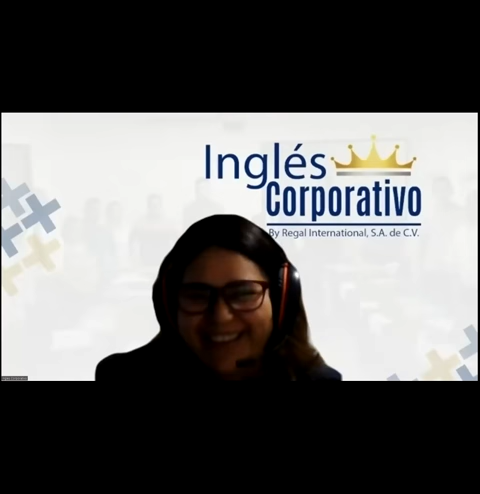 Inglés
Corporativo
By Regal International, S.A. de C.V.